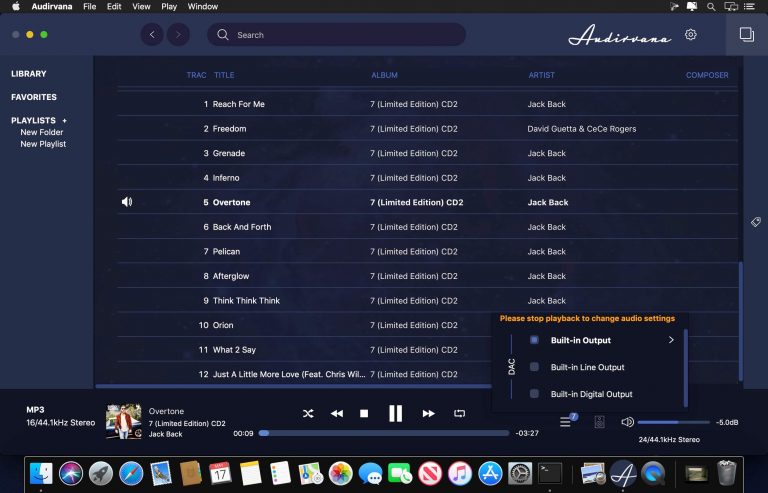 Audirvana File Edit View Play Window
Search
Audirvana
LIBRARY
FAVORITES
PLAYLISTS +
New Folder
New Playlist
TRAC TITLE ALBUM ARTIST COMPOSER
1 Reach For Me 7 (Limited Edition) CD2 Jack Back
2 Freedom 7 (Limited Edition) CD2 David Guetta & CeCe Rogers
3 Grenade 7 (Limited Edition) CD2 Jack Back
4 Inferno 7 (Limited Edition) CD2 Jack Back
5 Overtone 7 (Limited Edition) CD2 Jack Back
6 Back And Forth 7 (Limited Edition) CD2 Jack Back
7 Pelican 7 (Limited Edition) CD2 Jack Back
8 Afterglow 7 (Limited Edition) CD2 Jack Back
9 Think Think Think 7 (Limited Edition) CD2 Jack Back
10 Orion 7 (Limited Edition) CD2
11 What 2 Say 7 (Limited Edition) CD2
12 Just A Little More Love (Feat. Chris Wil... 7 (Limited Edition) CD2
Please stop playback to change audio settings
DAC
Built-in Output
Built-in Line Output
Built-in Digital Output
MP3
16/44.1kHz Stereo
Overtone
7 (Limited Edition) CD2
Jack Back
00:09
-03:27
7
-5.0dB
24/44.1kHz Stereo
17